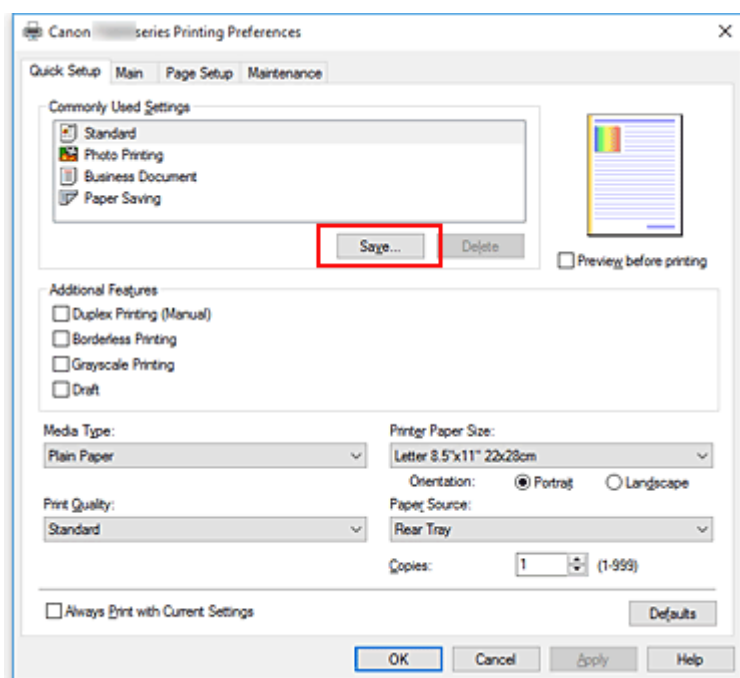 Canon series Printing Preferences
Quick Setup Main Page Setup Maintenance
Commonly Used Settings
Standard
Photo Printing
Business Document
Paper Saving
Save... Delete
Preview before printing
Additional Features
Duplex Printing (Manual)
Borderless Printing
Grayscale Printing
Draft
Media Type: Printer Paper Size:
Plain Paper Letter 8.5"x11" 22x28cm
Orientation: Portrait Landscape
Print Quality: Paper Source:
Standard Rear Tray
Copies: 1 (1-999)
Always Print with Current Settings Defaults
OK Cancel Apply Help